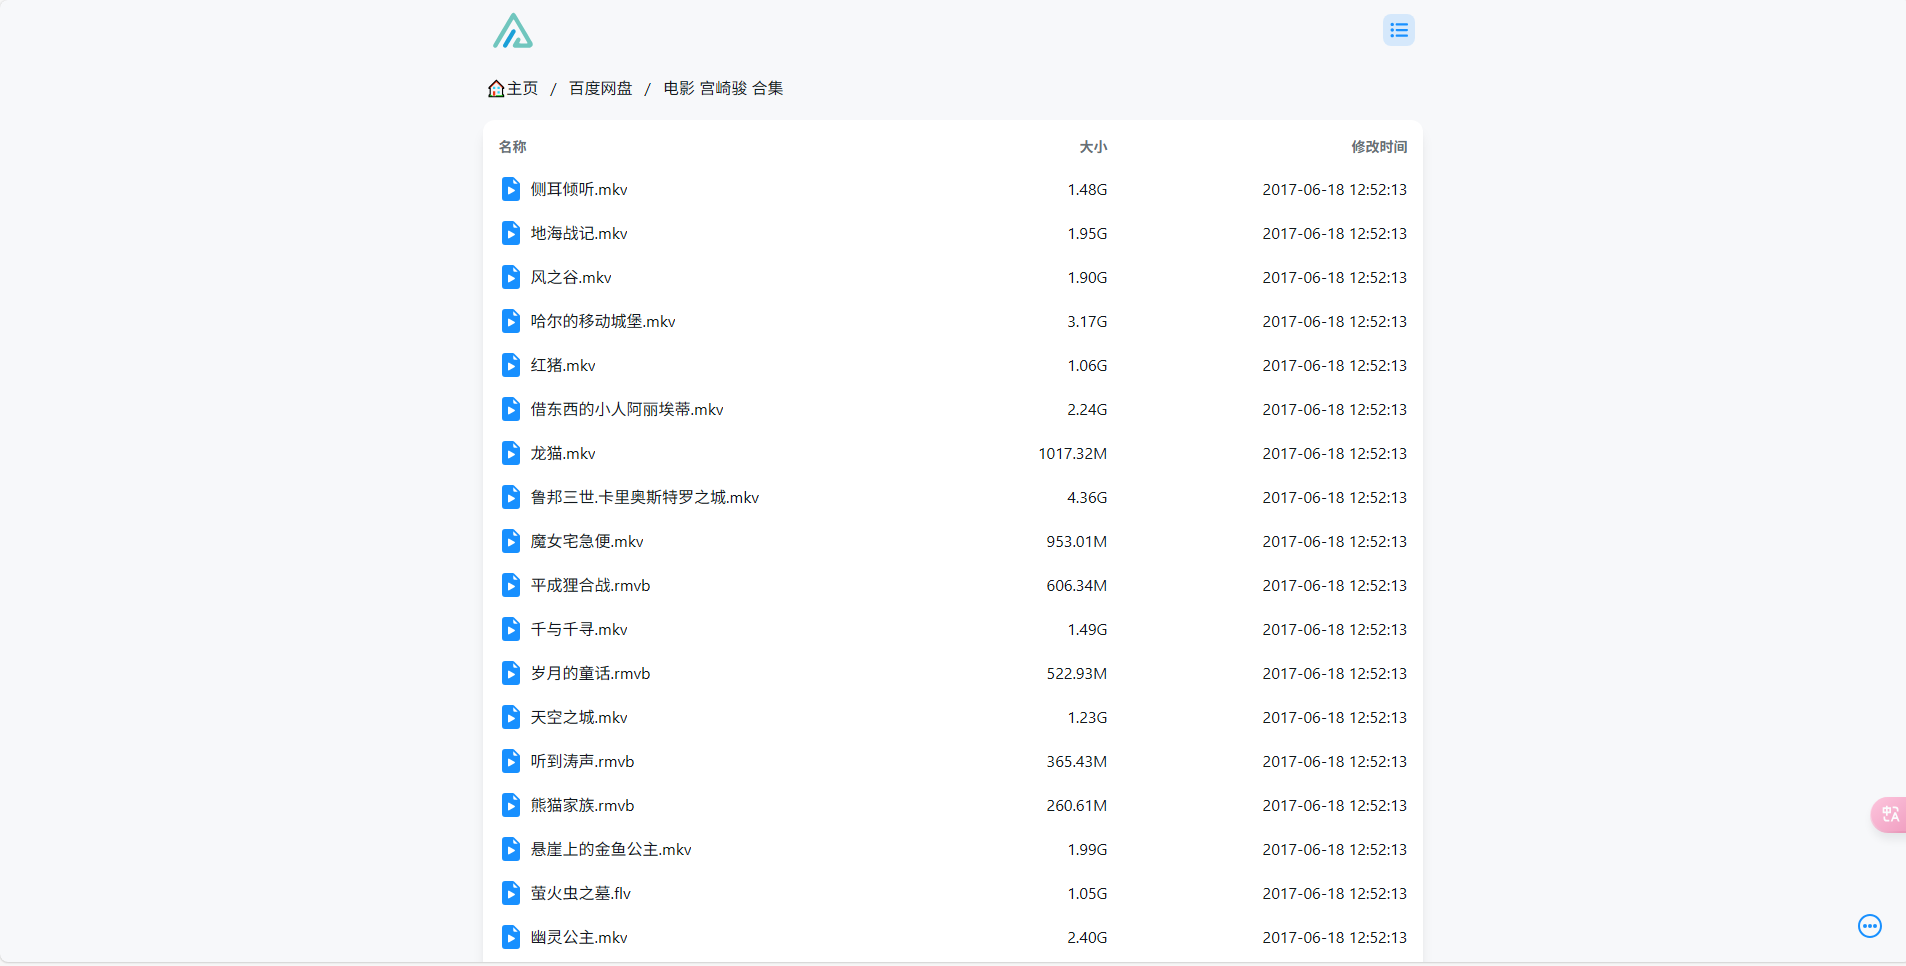 主页 / 百度网盘 / 电影 宫崎骏 合集
名称 大小 修改时间
侧耳倾听.mkv 1.48G 2017-06-18 12:52:13
地海战记.mkv 1.95G 2017-06-18 12:52:13
风之谷.mkv 1.90G 2017-06-18 12:52:13
哈尔的移动城堡.mkv 3.17G 2017-06-18 12:52:13
红猪.mkv 1.06G 2017-06-18 12:52:13
借东西的小人阿丽埃蒂.mkv 2.24G 2017-06-18 12:52:13
龙猫.mkv 1017.32M 2017-06-18 12:52:13
鲁邦三世.卡里奥斯特罗之城.mkv 4.36G 2017-06-18 12:52:13
魔女宅急便.mkv 953.01M 2017-06-18 12:52:13
平成狸合战.rmvb 606.34M 2017-06-18 12:52:13
千与千寻.mkv 1.49G 2017-06-18 12:52:13
岁月的童话.rmvb 522.93M 2017-06-18 12:52:13
天空之城.mkv 1.23G 2017-06-18 12:52:13
听到涛声.rmvb 365.43M 2017-06-18 12:52:13
熊猫家族.rmvb 260.61M 2017-06-18 12:52:13
悬崖上的金鱼公主.mkv 1.99G 2017-06-18 12:52:13
萤火虫之墓.flv 1.05G 2017-06-18 12:52:13
幽灵公主.mkv 2.40G 2017-06-18 12:52:13